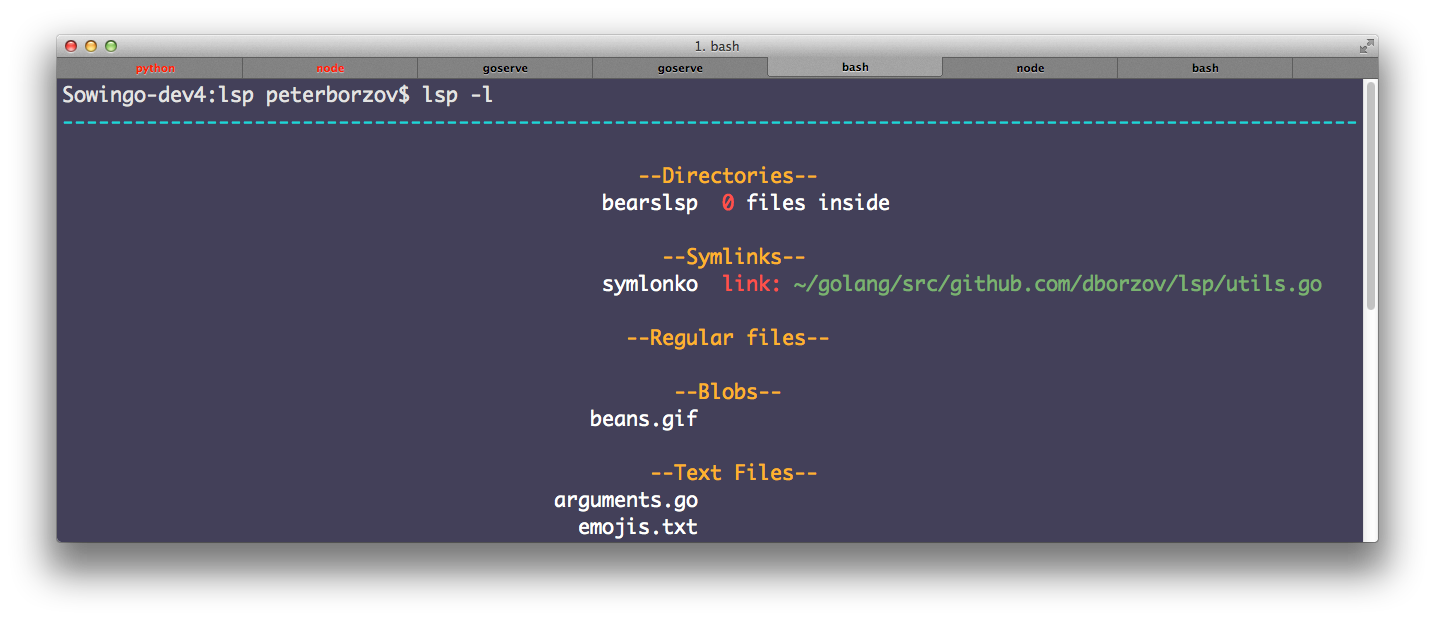 1. bash
python node goserve goserve bash node bash
Sowingo-dev4:lsp peterborzov$ lsp -l
------------------------------------------------------------------------------------------------------------
--Directories--
bearslsp  0 files inside
--Symlinks--
symlonko  link: ~/golang/src/github.com/dborzov/lsp/utils.go
--Regular files--
--Blobs--
beans.gif
--Text Files--
arguments.go
emojis.txt